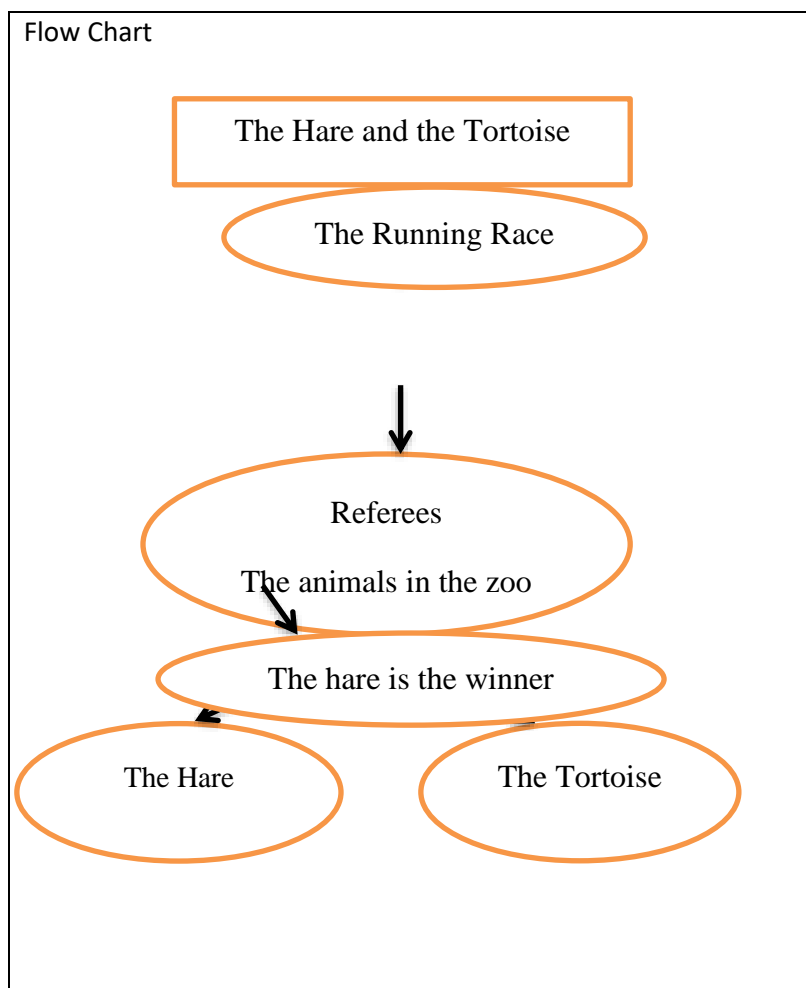 Flow Chart
The Hare and the Tortoise
The Running Race
Referees
The animals in the zoo
The hare is the winner
The Hare
The Tortoise